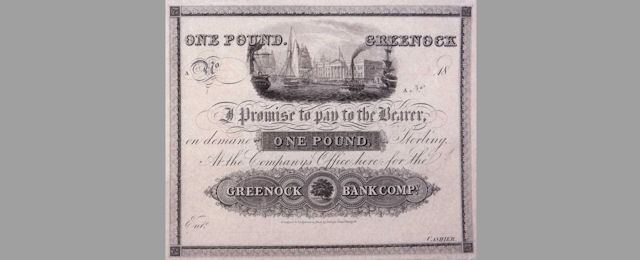 ONE POUND. GREENOCK
A No 18
A No
I Promise to pay to the Bearer,
on demand ONE POUND, Sterling.
At the Company's Office here, for the
GREENOCK BANK COMPY.
Ent.
CASHIER